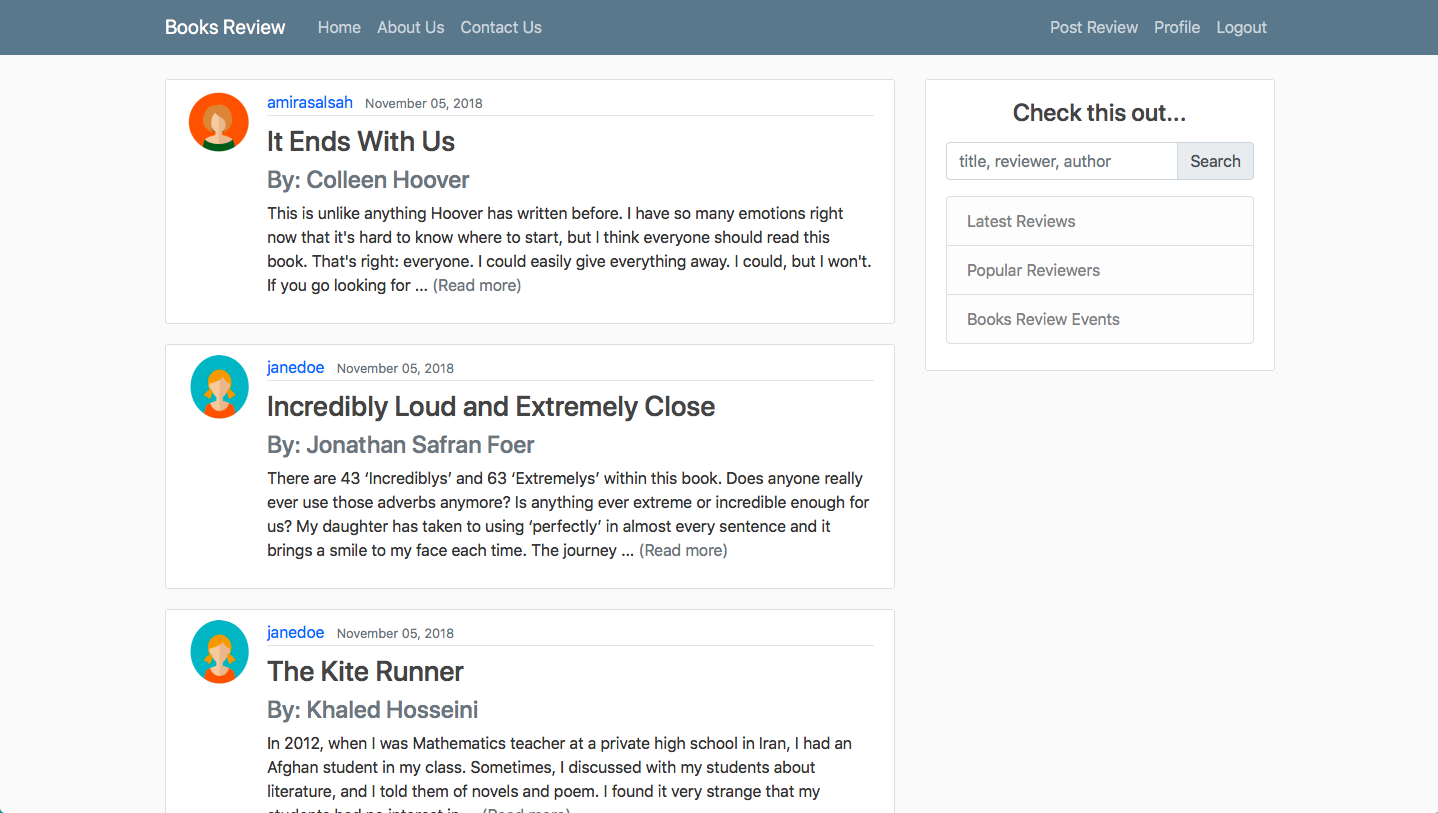 Books Review Home About Us Contact Us Post Review Profile Logout
amirasalsah November 05, 2018
It Ends With Us
By: Colleen Hoover
This is unlike anything Hoover has written before. I have so many emotions right
now that it's hard to know where to start, but I think everyone should read this
book. That's right: everyone. I could easily give everything away. I could, but I won't.
If you go looking for ... (Read more)
janedoe November 05, 2018
Incredibly Loud and Extremely Close
By: Jonathan Safran Foer
There are 43 ‘Incrediblys’ and 63 ‘Extremelys’ within this book. Does anyone really
ever use those adverbs anymore? Is anything ever extreme or incredible enough for
us? My daughter has taken to using ‘perfectly’ in almost every sentence and it
brings a smile to my face each time. The journey ... (Read more)
janedoe November 05, 2018
The Kite Runner
By: Khaled Hosseini
In 2012, when I was Mathematics teacher at a private high school in Iran, I had an
Afghan student in my class. Sometimes, I discussed with my students about
literature, and I told them of novels and poem. I found it very strange that my
students had no interest in ... (Read more)
Check this out...
title, reviewer, author Search
Latest Reviews
Popular Reviewers
Books Review Events